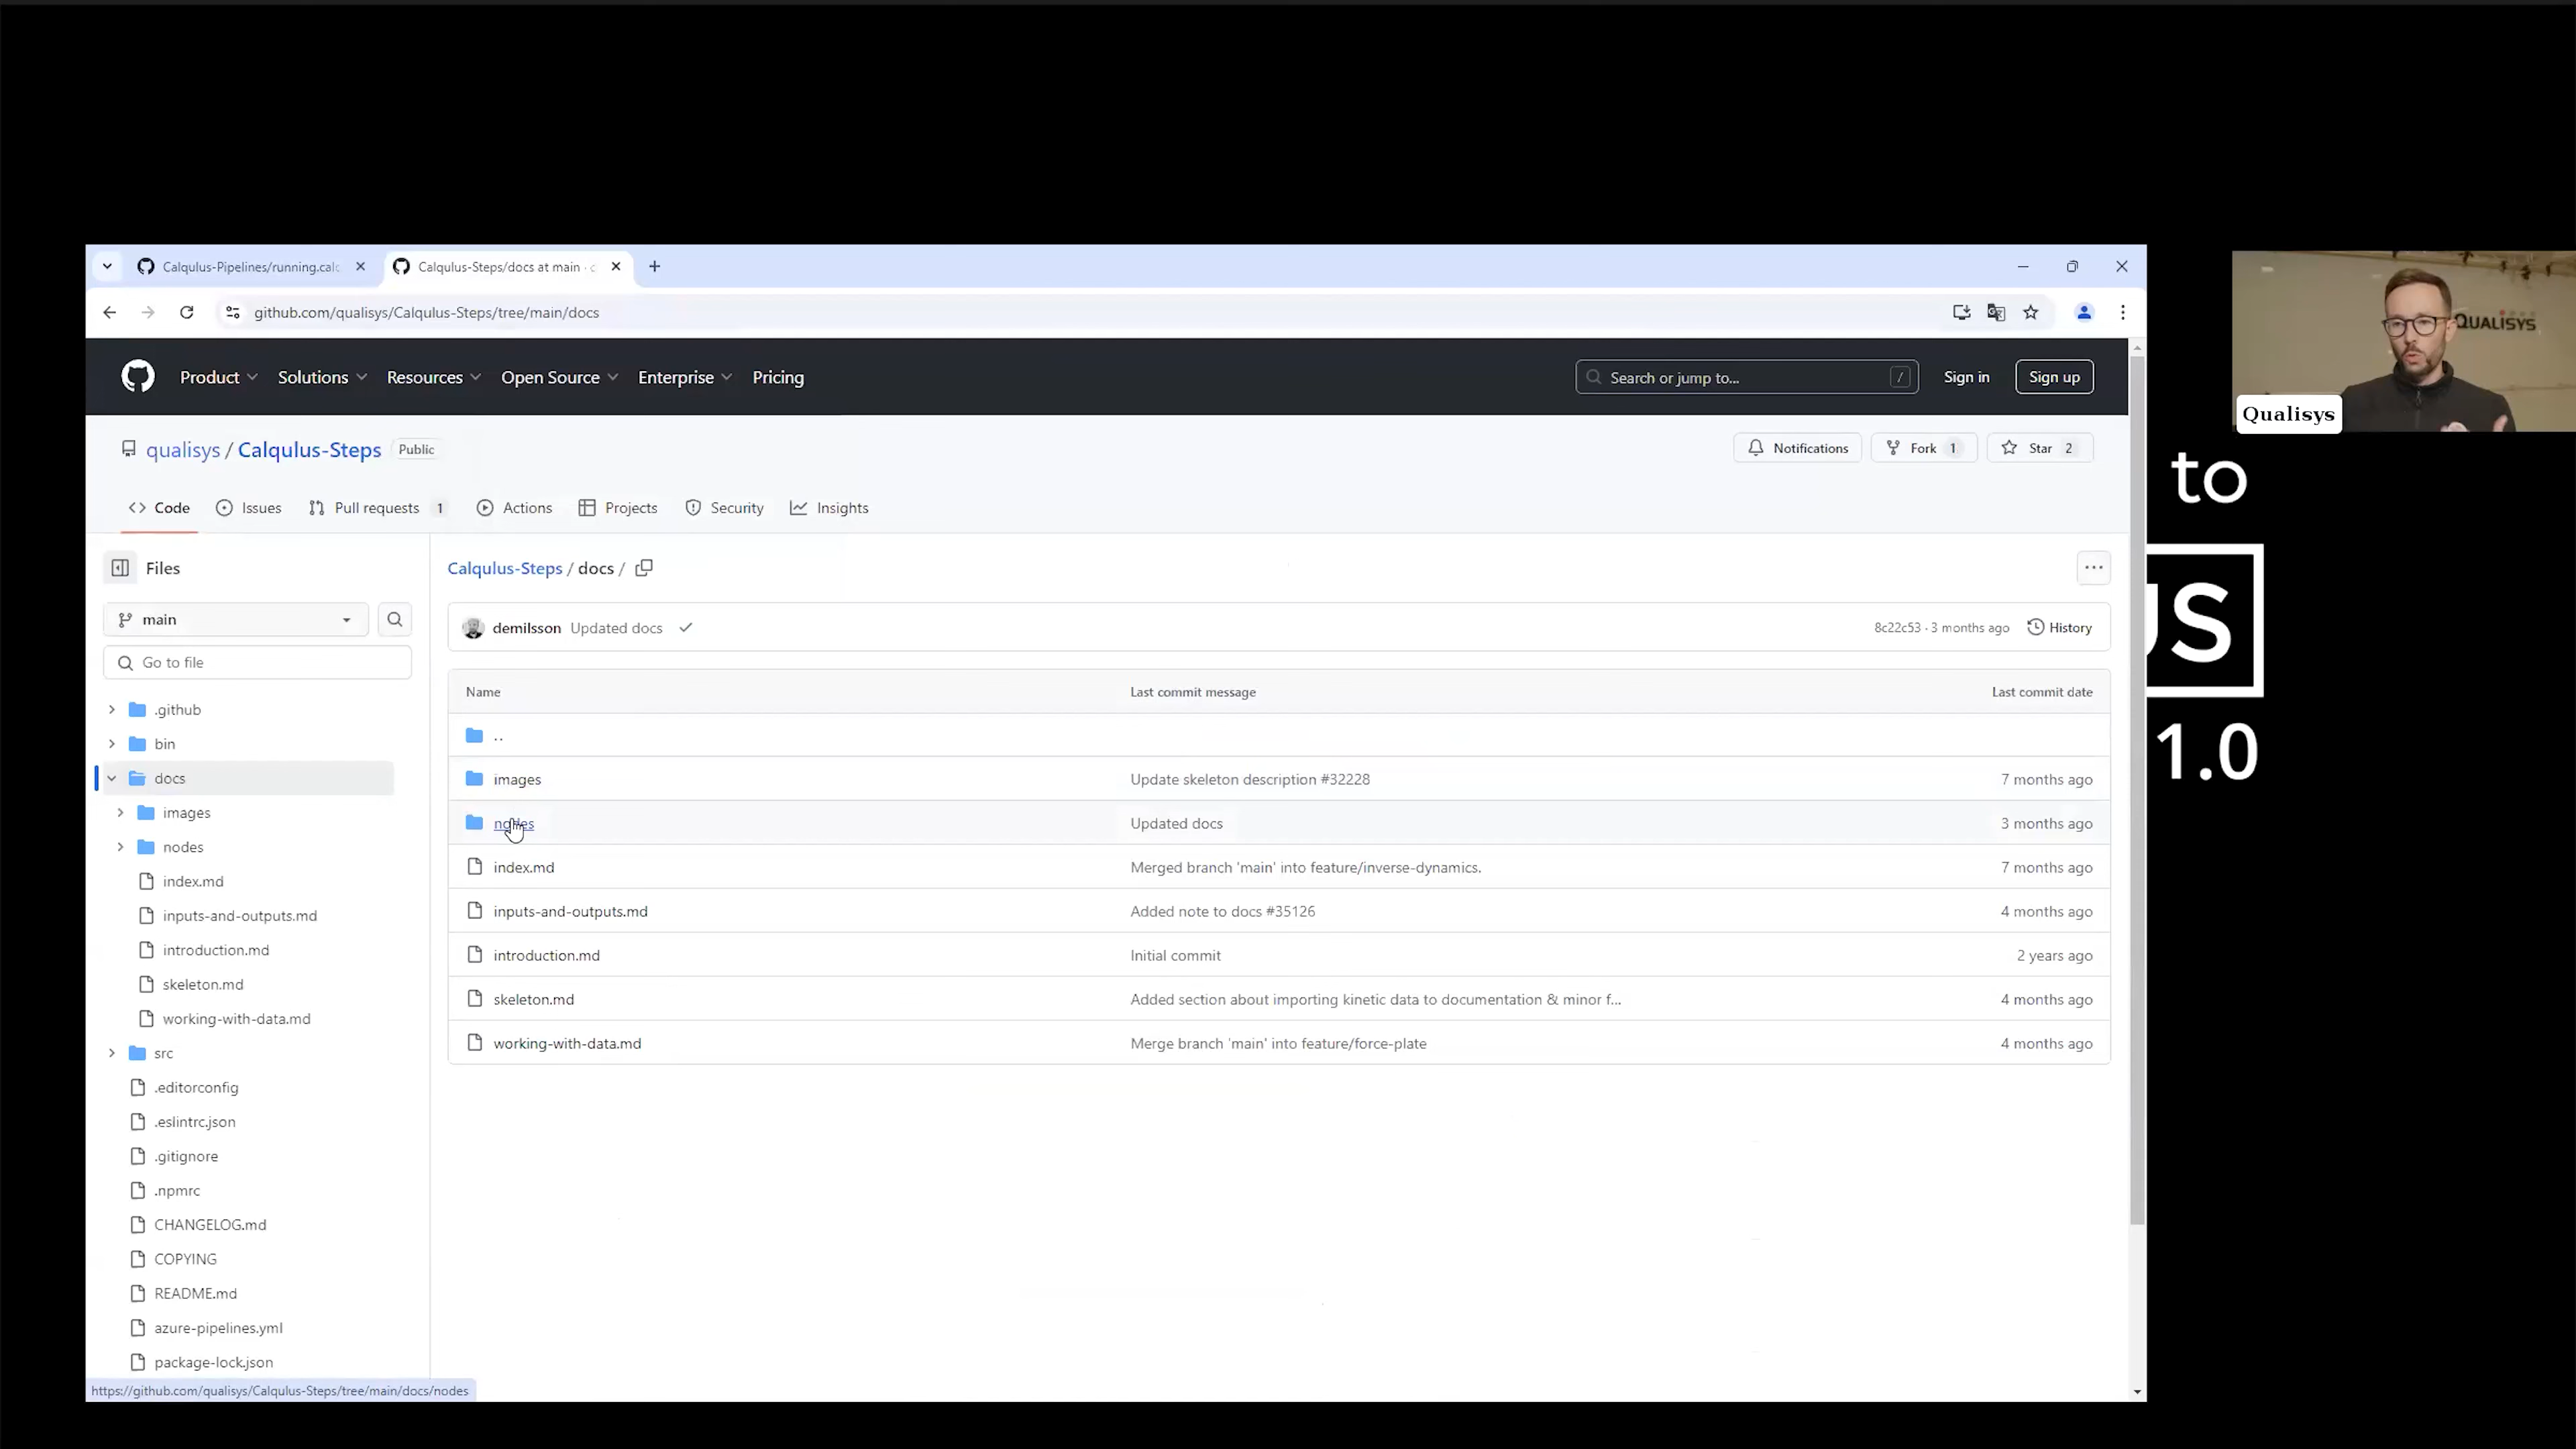 Calqulus-Pipelines/running.calq
Calqulus-Steps/docs at main · c
github.com/qualisys/Calqulus-Steps/tree/main/docs
Product
Solutions
Resources
Open Source
Enterprise
Pricing
Search or jump to...
/
Sign in
Sign up
qualisys / Calqulus-Steps
Public
Notifications
Fork 1
Star 2
Code
Issues
Pull requests 1
Actions
Projects
Security
Insights
Files
main
Go to file
.github
bin
docs
images
nodes
index.md
inputs-and-outputs.md
introduction.md
skeleton.md
working-with-data.md
src
.editorconfig
.eslintrc.json
.gitignore
.npmrc
CHANGELOG.md
COPYING
README.md
azure-pipelines.yml
package-lock.json
Calqulus-Steps / docs /
demilsson Updated docs
8c22c53 · 3 months ago
History
Name Last commit message Last commit date
..
images Update skeleton description #32228 7 months ago
nodes Updated docs 3 months ago
index.md Merged branch 'main' into feature/inverse-dynamics. 7 months ago
inputs-and-outputs.md Added note to docs #35126 4 months ago
introduction.md Initial commit 2 years ago
skeleton.md Added section about importing kinetic data to documentation & minor f... 4 months ago
working-with-data.md Merge branch 'main' into feature/force-plate 4 months ago
https://github.com/qualisys/Calqulus-Steps/tree/main/docs/nodes
QUALISYS
Qualisys
to
US
1.0